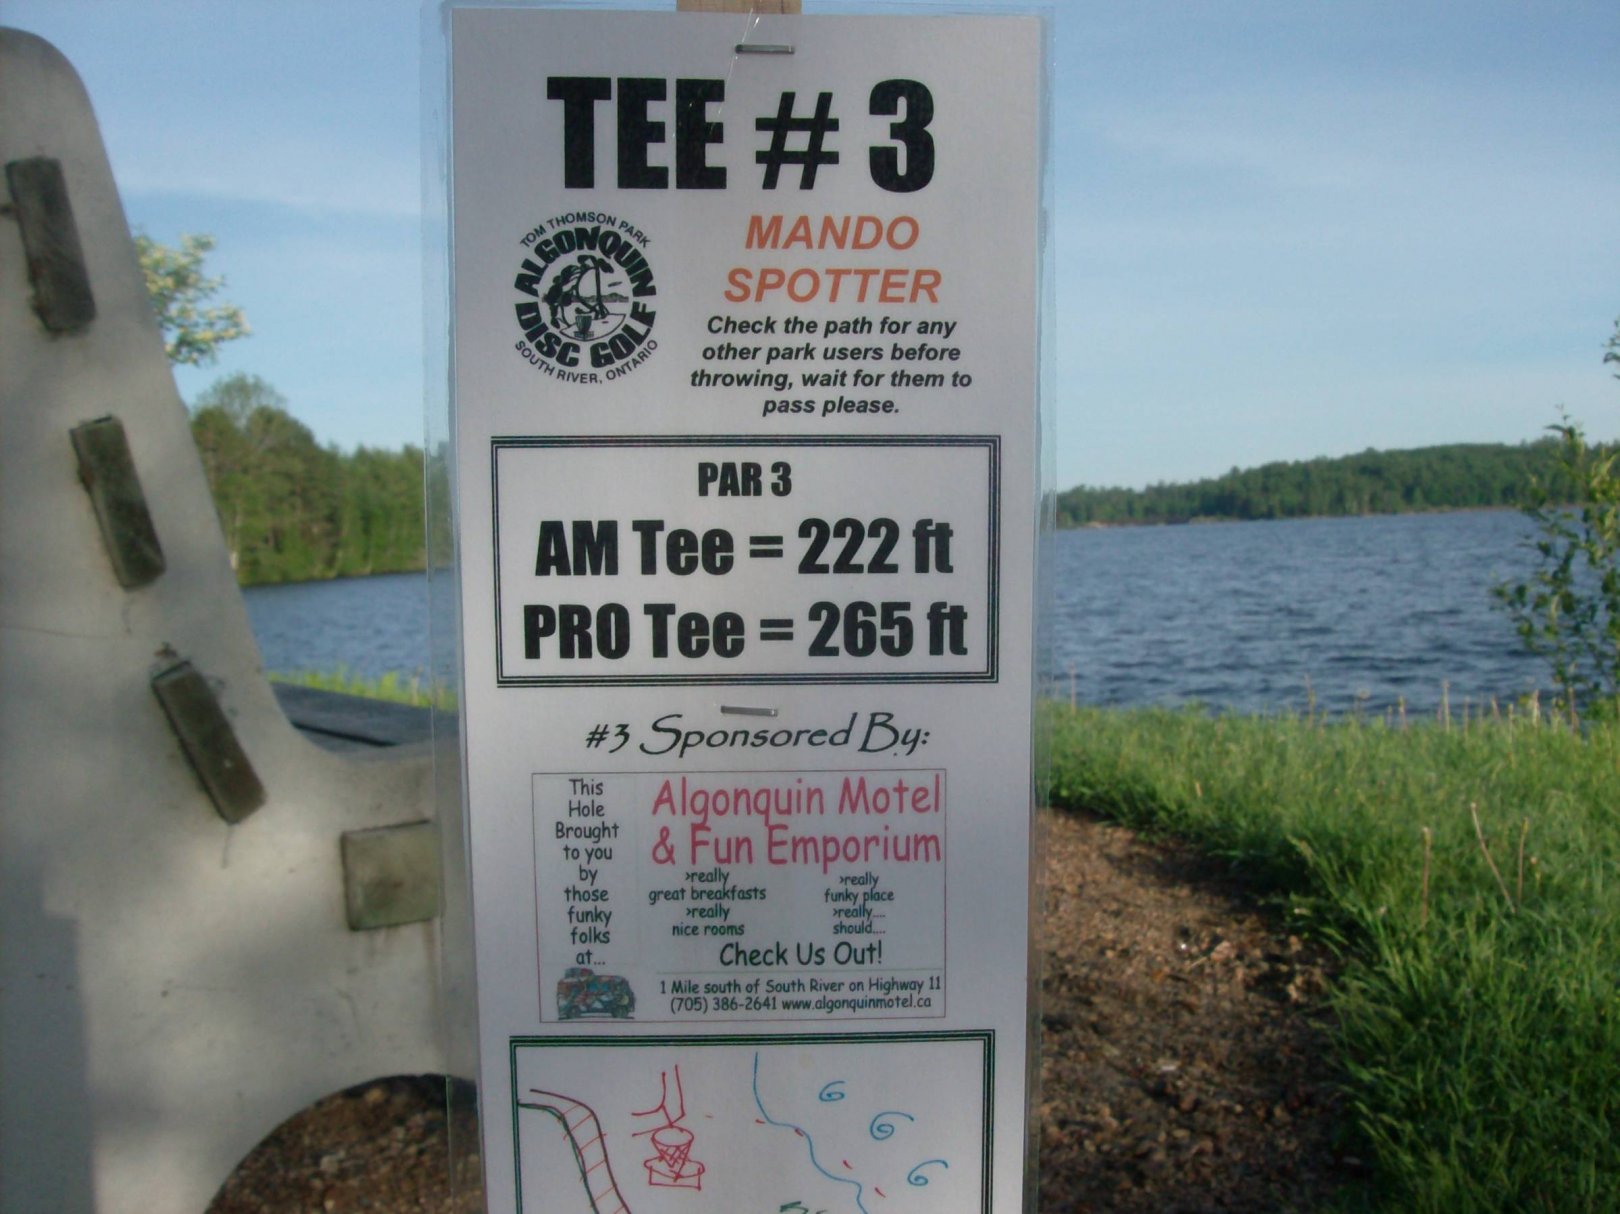 TEE # 3
TOM THOMSON PARK
ALGONQUIN
DISC GOLF
SOUTH RIVER, ONTARIO
MANDO
SPOTTER
Check the path for any
other park users before
throwing, wait for them to
pass please.
PAR 3
AM Tee = 222 ft
PRO Tee = 265 ft
#3 Sponsored By:
This
Hole
Brought
to you
by
those
funky
folks
at...
Algonquin Motel
& Fun Emporium
>really
great breakfasts
>really
nice rooms
>really
funky place
>really....
should....
Check Us Out!
1 Mile south of South River on Highway 11
(705) 386-2641 www.algonquinmotel.ca